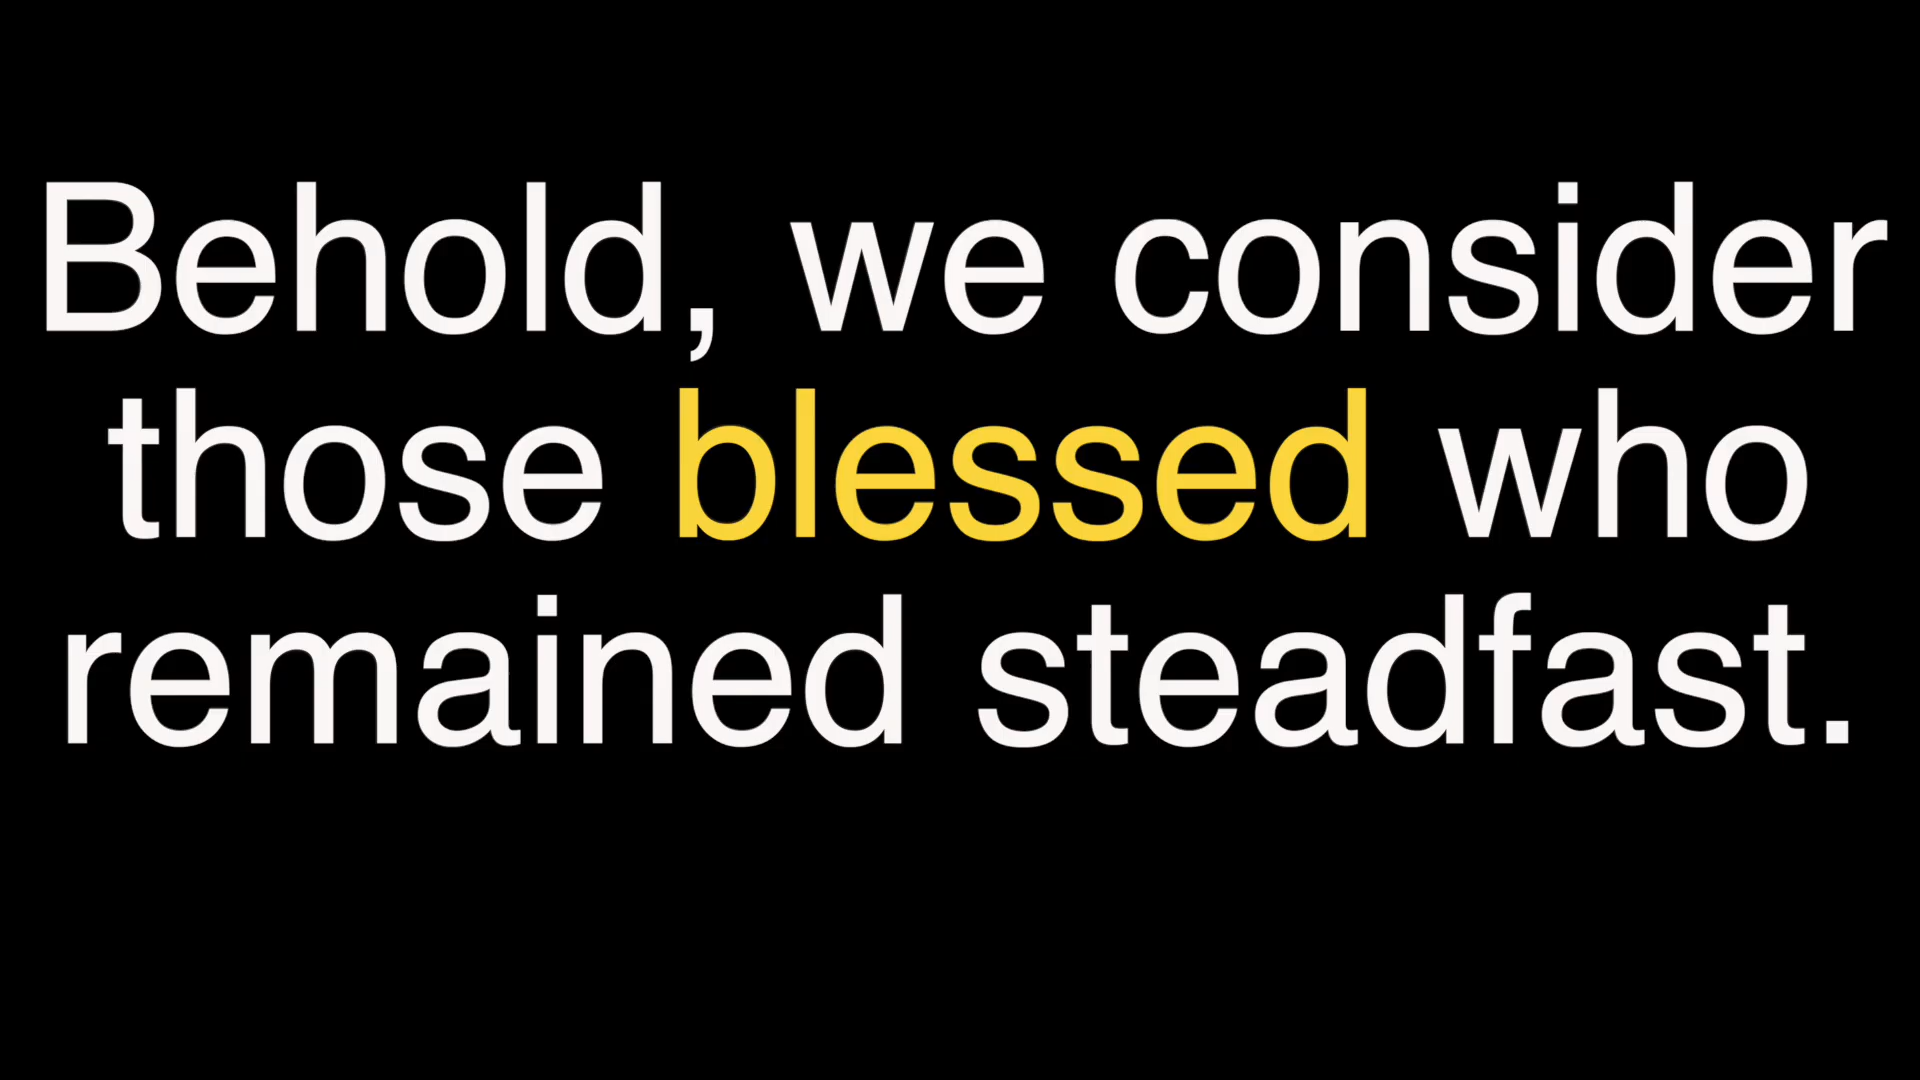 Behold, we consider
those blessed who
remained steadfast.